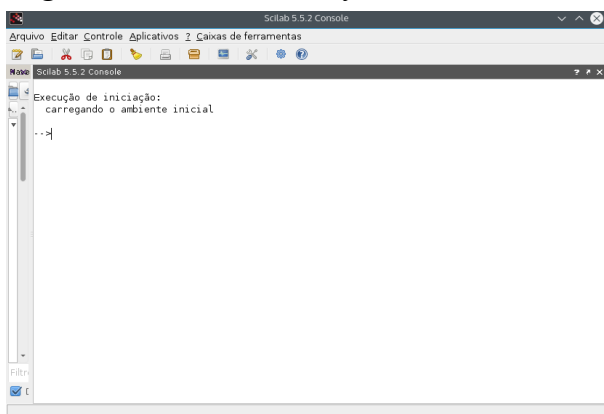 Scilab 5.5.2 Console
Arquivo Editar Controle Aplicativos ? Caixas de ferramentas
Scilab 5.5.2 Console
Execução de iniciação:
carregando o ambiente inicial
-->
Filtr